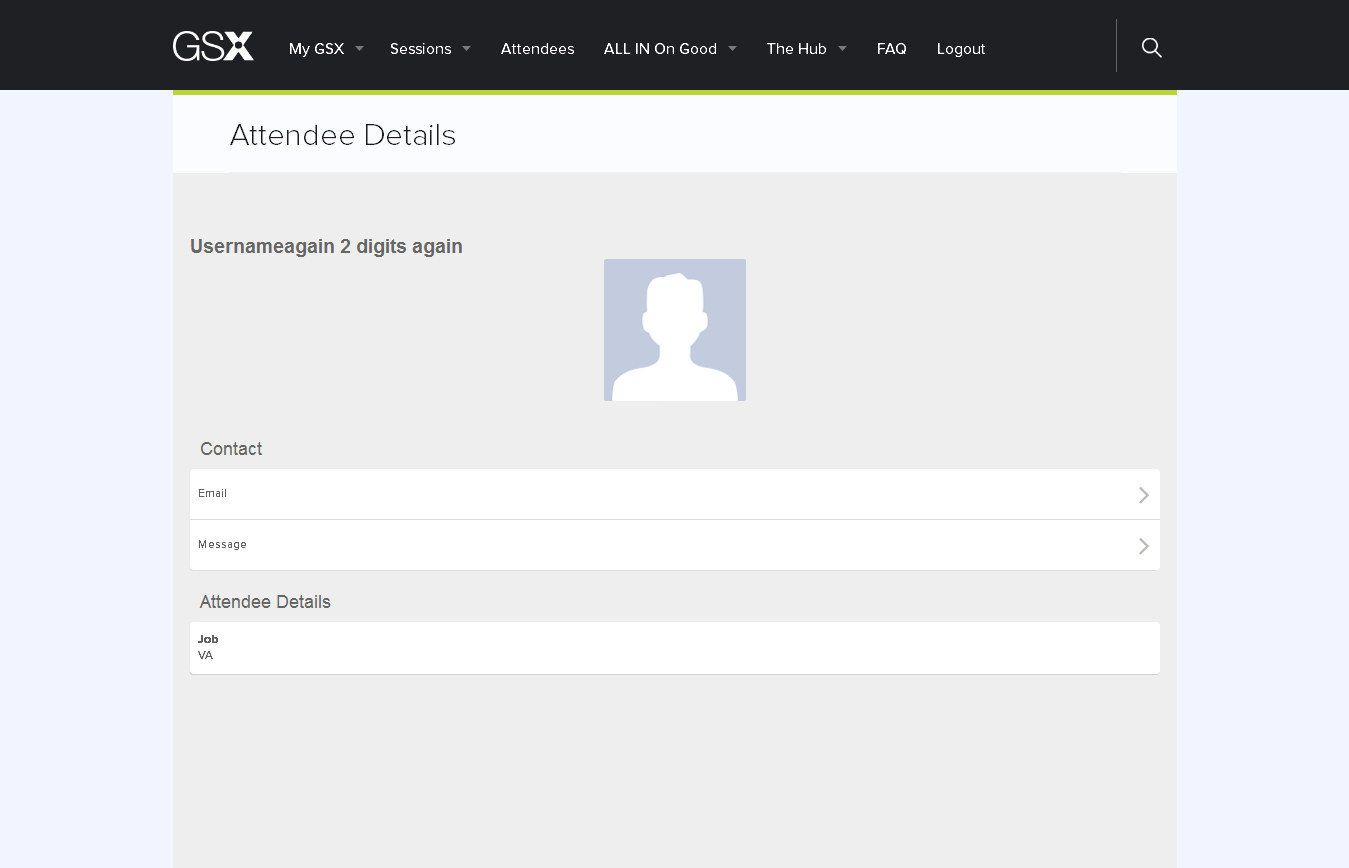 GSX My GSX Sessions Attendees ALL IN On Good The Hub FAQ Logout
Attendee Details
Usernameagain 2 digits again
Contact
Email
Message
Attendee Details
Job
VA